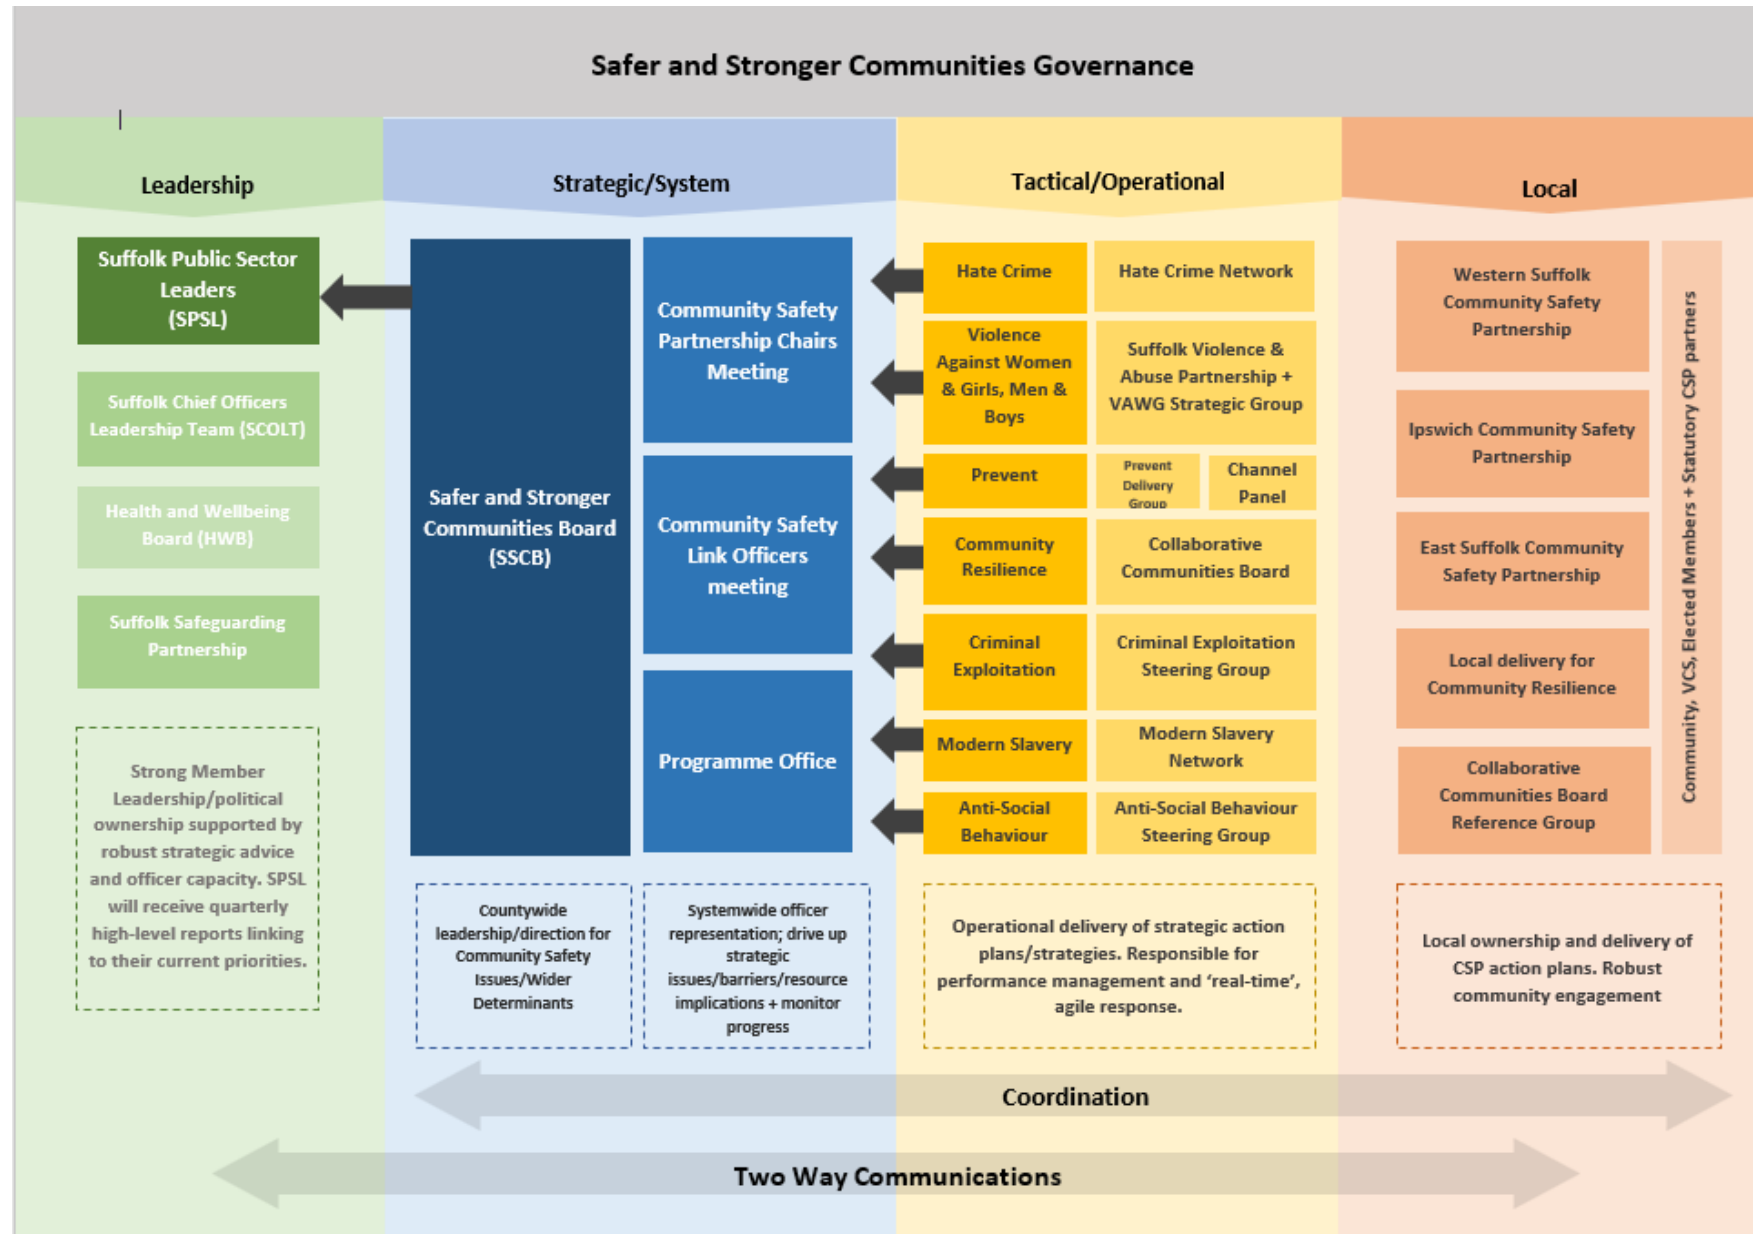 Safer and Stronger Communities Governance
Leadership
Suffolk Public Sector
Leaders
(SPSL)
Suffolk Chief Officers
Leadership Team (SCOLT)
Health and Wellbeing
Board (HWB)
Suffolk Safeguarding
Partnership
Strong Member
Leadership/political
ownership supported by
robust strategic advice
and officer capacity. SPSL
will receive quarterly
high-level reports linking
to their current priorities.
Strategic/System
Safer and Stronger
Communities Board
(SSCB)
Community Safety
Partnership Chairs
Meeting
Community Safety
Link Officers
meeting
Programme Office
Countywide
leadership/direction for
Community Safety
Issues/Wider
Determinants
Systemwide officer
representation; drive up
strategic
issues/barriers/resource
implications + monitor
progress
Tactical/Operational
Hate Crime
Hate Crime Network
Violence
Against Women
& Girls, Men &
Boys
Suffolk Violence &
Abuse Partnership +
VAWG Strategic Group
Prevent
Prevent
Delivery
Group
Channel
Panel
Community
Resilience
Collaborative
Communities Board
Criminal
Exploitation
Criminal Exploitation
Steering Group
Modern Slavery
Modern Slavery
Network
Anti-Social
Behaviour
Anti-Social Behaviour
Steering Group
Operational delivery of strategic action
plans/strategies. Responsible for
performance management and ‘real-time’,
agile response.
Local
Western Suffolk
Community Safety
Partnership
Ipswich Community Safety
Partnership
East Suffolk Community
Safety Partnership
Local delivery for
Community Resilience
Collaborative
Communities Board
Reference Group
Community, VCS, Elected Members + Statutory CSP partners
Local ownership and delivery of
CSP action plans. Robust
community engagement
Coordination
Two Way Communications